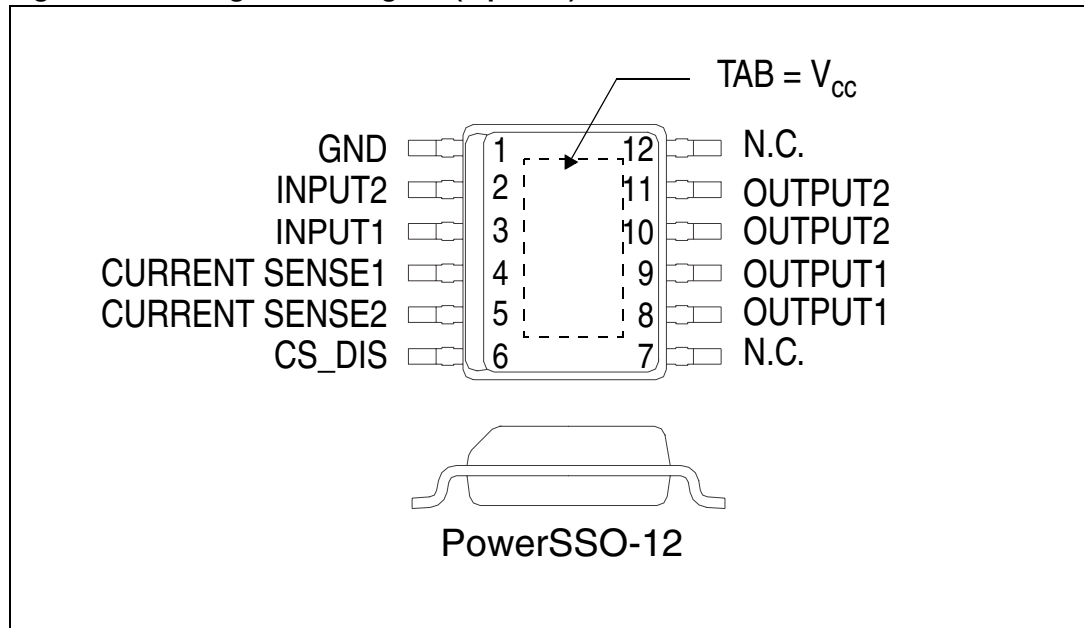 TAB = Vcc
GND 1 12 N.C.
INPUT2 2 11 OUTPUT2
INPUT1 3 10 OUTPUT2
CURRENT SENSE1 4 9 OUTPUT1
CURRENT SENSE2 5 8 OUTPUT1
CS_DIS 6 7 N.C.
PowerSSO-12